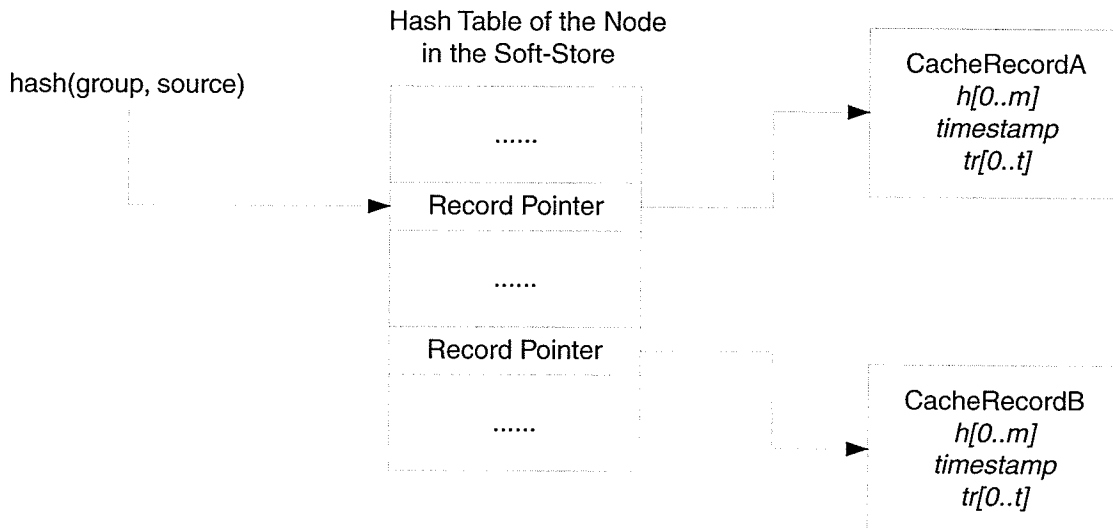 Hash Table of the Node
in the Soft-Store
hash(group, source)
......
Record Pointer
......
Record Pointer
......
CacheRecordA
h[0..m]
timestamp
tr[0..t]
CacheRecordB
h[0..m]
timestamp
tr[0..t]